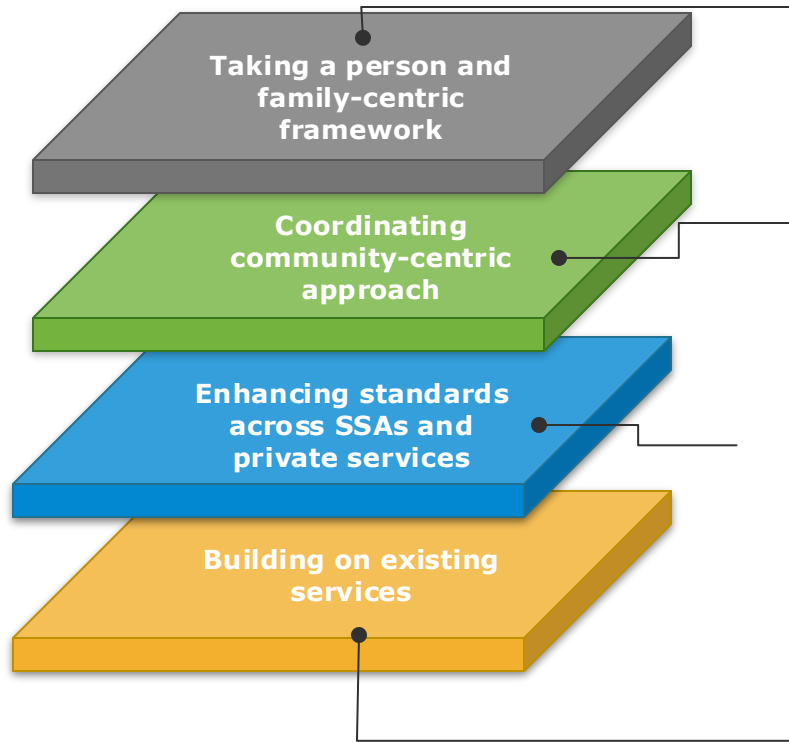 Taking a person and
family-centric
framework
Coordinating
community-centric
approach
Enhancing standards
across SSAs and
private services
Building on existing
services